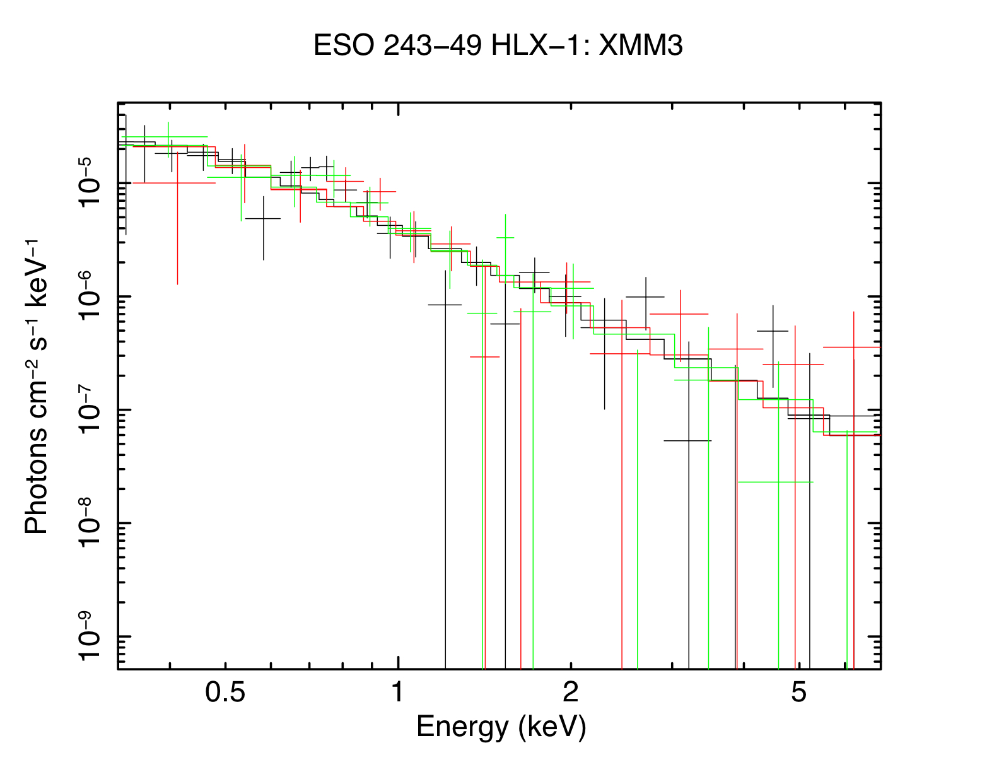 ESO 243−49 HLX−1: XMM3
Photons cm⁻² s⁻¹ keV⁻¹
10⁻⁵
10⁻⁶
10⁻⁷
10⁻⁸
10⁻⁹
0.5 1 2 5
Energy (keV)